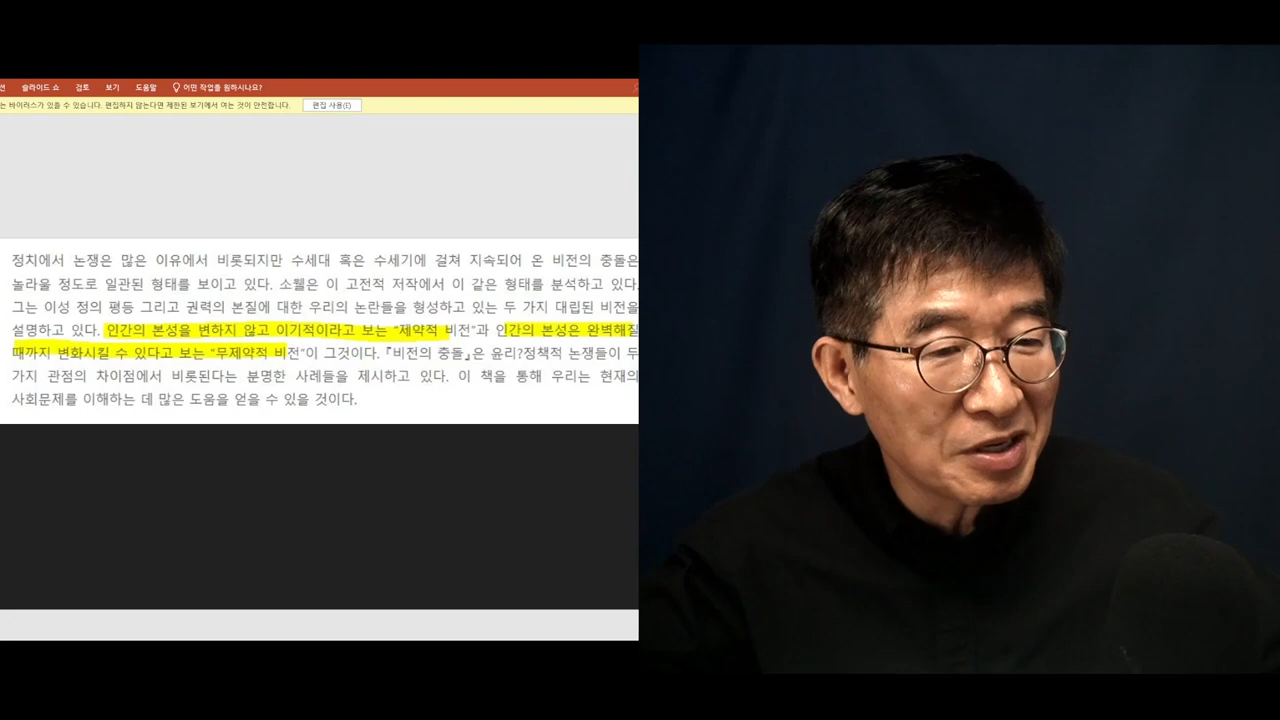 션 슬라이드 쇼 검토 보기 도움말 어떤 작업을 원하시나요?
는 바이러스가 있을 수 있습니다. 편집하지 않는다면 제한된 보기에서 여는 것이 안전합니다. 편집 사용(E)
정치에서 논쟁은 많은 이유에서 비롯되지만 수세대 혹은 수세기에 걸쳐 지속되어 온 비전의 충돌은
놀라울 정도로 일관된 형태를 보이고 있다. 소웰은 이 고전적 저작에서 이 같은 형태를 분석하고 있다.
그는 이성 정의 평등 그리고 권력의 본질에 대한 우리의 논란들을 형성하고 있는 두 가지 대립된 비전을
설명하고 있다. 인간의 본성을 변하지 않고 이기적이라고 보는 “제약적 비전”과 인간의 본성은 완벽해질
때까지 변화시킬 수 있다고 보는 “무제약적 비전”이 그것이다. 『비전의 충돌』은 윤리?정책적 논쟁들이 두
가지 관점의 차이점에서 비롯된다는 분명한 사례들을 제시하고 있다. 이 책을 통해 우리는 현재의
사회문제를 이해하는 데 많은 도움을 얻을 수 있을 것이다.